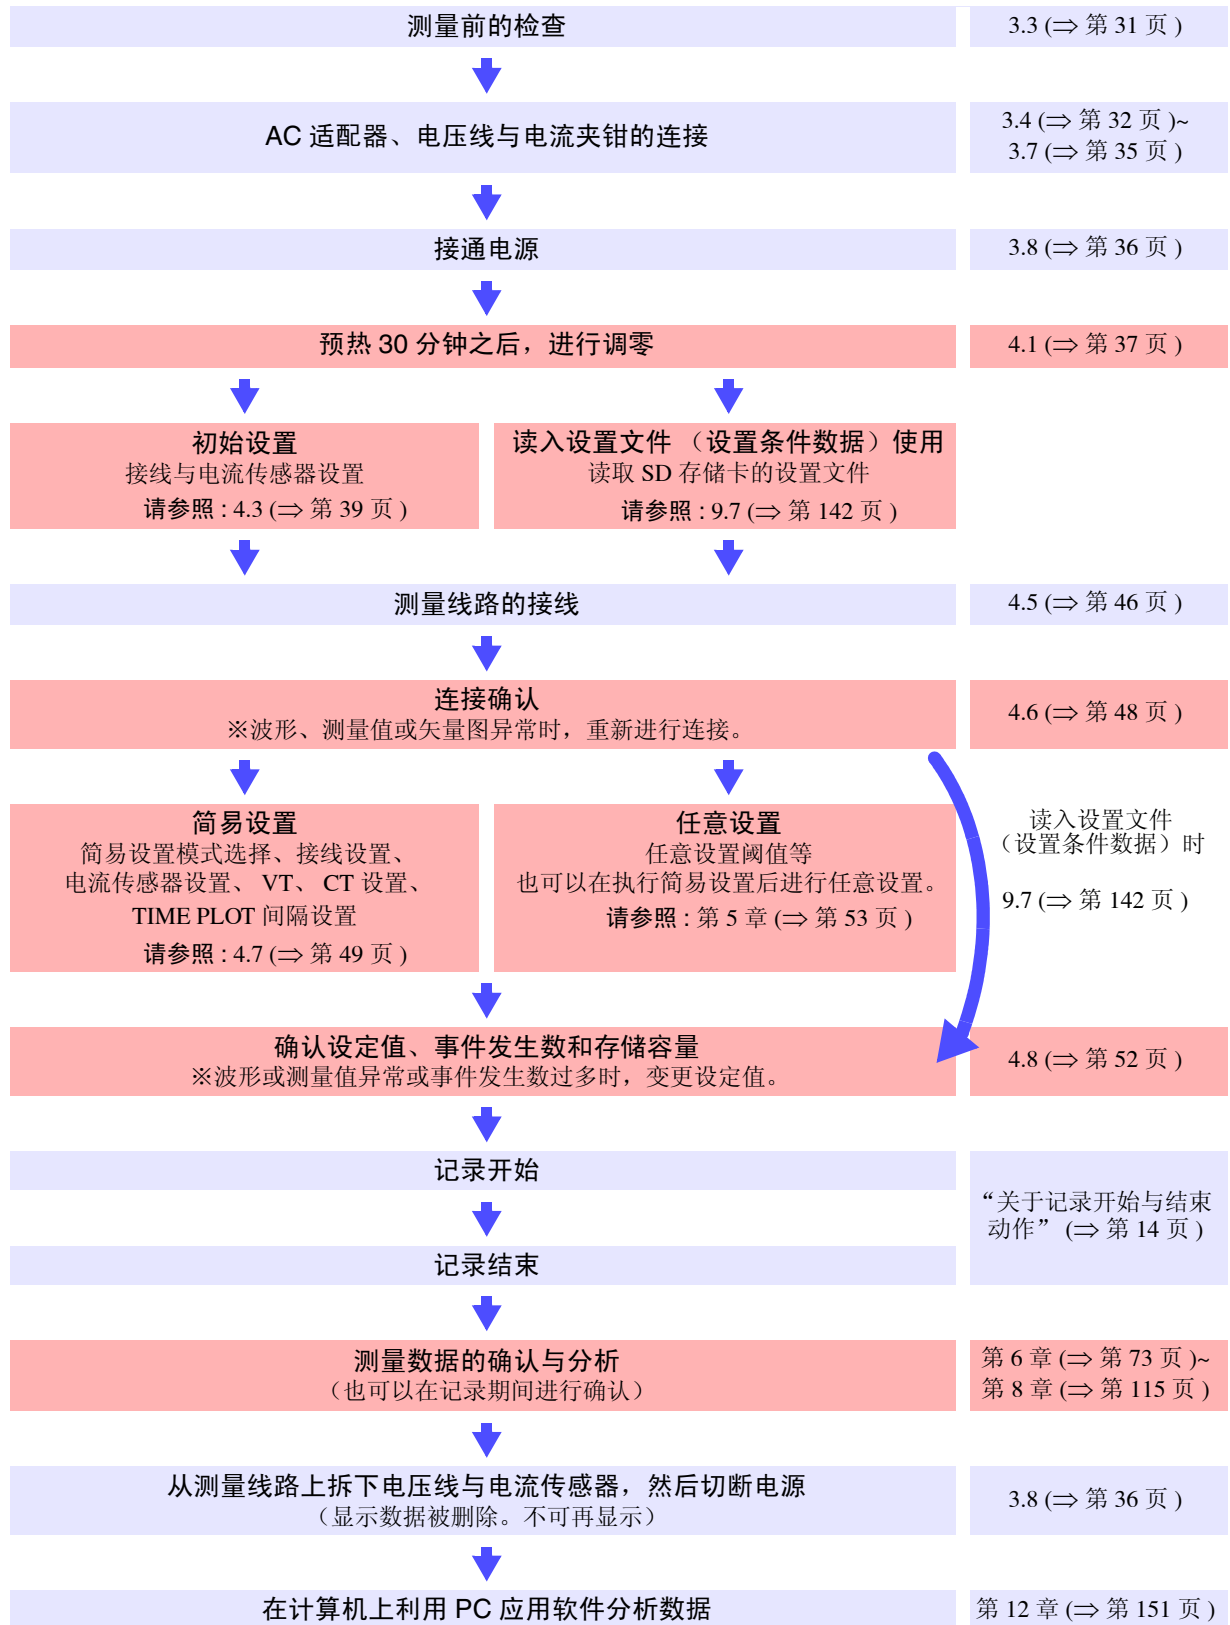 测量前的检查
3.3 (⇒ 第 31 页 )
AC 适配器、电压线与电流夹钳的连接
3.4 (⇒ 第 32 页 )~
3.7 (⇒ 第 35 页 )
接通电源
3.8 (⇒ 第 36 页 )
预热 30 分钟之后，进行调零
4.1 (⇒ 第 37 页 )
初始设置
接线与电流传感器设置
请参照 : 4.3 (⇒ 第 39 页 )
读入设置文件 （设置条件数据）使用
读取 SD 存储卡的设置文件
请参照 : 9.7 (⇒ 第 142 页 )
测量线路的接线
4.5 (⇒ 第 46 页 )
连接确认
※波形、测量值或矢量图异常时，重新进行连接。
4.6 (⇒ 第 48 页 )
简易设置
简易设置模式选择、接线设置、
电流传感器设置、 VT、 CT 设置、
TIME PLOT 间隔设置
请参照 : 4.7 (⇒ 第 49 页 )
任意设置
任意设置阈值等
也可以在执行简易设置后进行任意设置。
请参照 : 第 5 章 (⇒ 第 53 页 )
读入设置文件
（设置条件数据）时
9.7 (⇒ 第 142 页 )
确认设定值、事件发生数和存储容量
※波形或测量值异常或事件发生数过多时，变更设定值。
4.8 (⇒ 第 52 页 )
记录开始
记录结束
“关于记录开始与结束
动作” (⇒ 第 14 页 )
测量数据的确认与分析
（也可以在记录期间进行确认）
第 6 章 (⇒ 第 73 页 )~
第 8 章 (⇒ 第 115 页 )
从测量线路上拆下电压线与电流传感器，然后切断电源
（显示数据被删除。不可再显示）
3.8 (⇒ 第 36 页 )
在计算机上利用 PC 应用软件分析数据
第 12 章 (⇒ 第 151 页 )